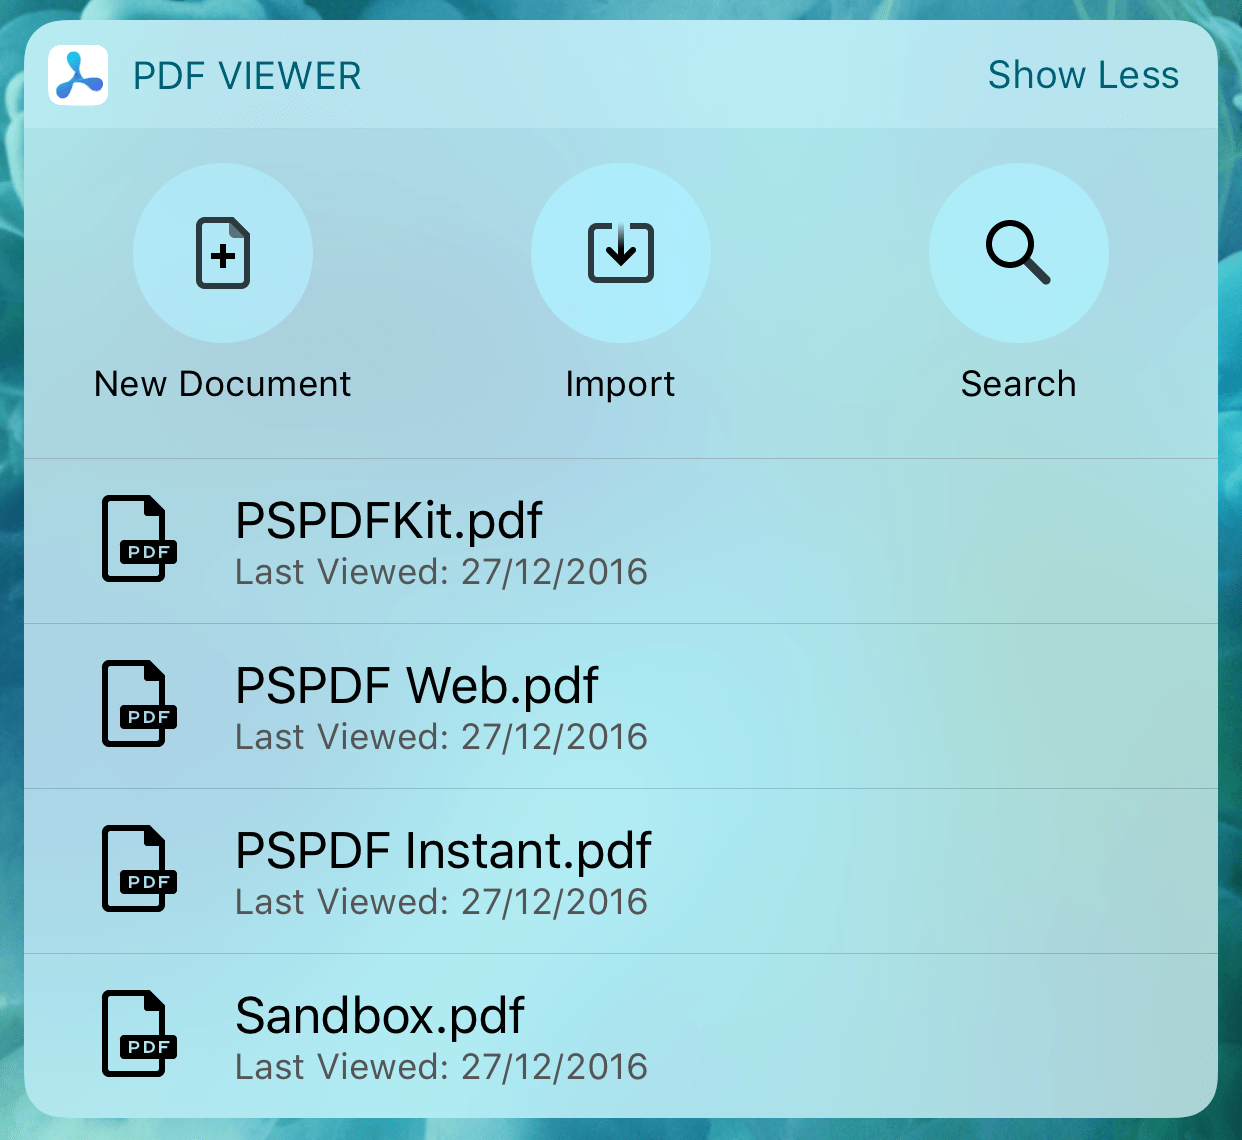 PDF VIEWER
Show Less
New Document
Import
Search
PDF
PSPDFKit.pdf
Last Viewed: 27/12/2016
PDF
PSPDF Web.pdf
Last Viewed: 27/12/2016
PDF
PSPDF Instant.pdf
Last Viewed: 27/12/2016
PDF
Sandbox.pdf
Last Viewed: 27/12/2016